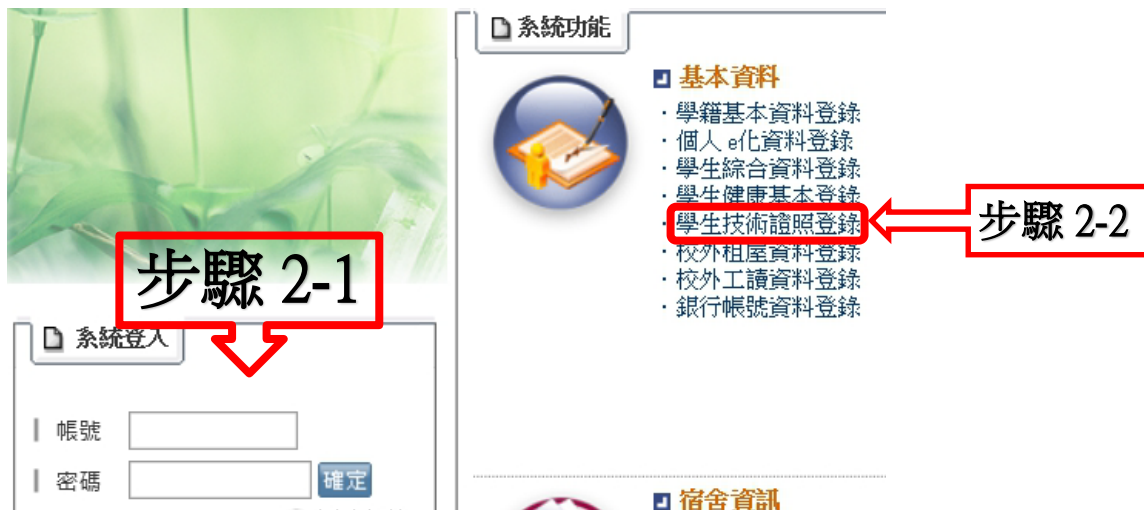 步驟 2-1
系統登入
帳號
密碼
確定
系統功能
基本資料
·學籍基本資料登錄
·個人 e化資料登錄
·學生綜合資料登錄
·學生健康基本登錄
·學生技術證照登錄
·校外租屋資料登錄
·校外工讀資料登錄
·銀行帳號資料登錄
步驟 2-2
宿舍資訊